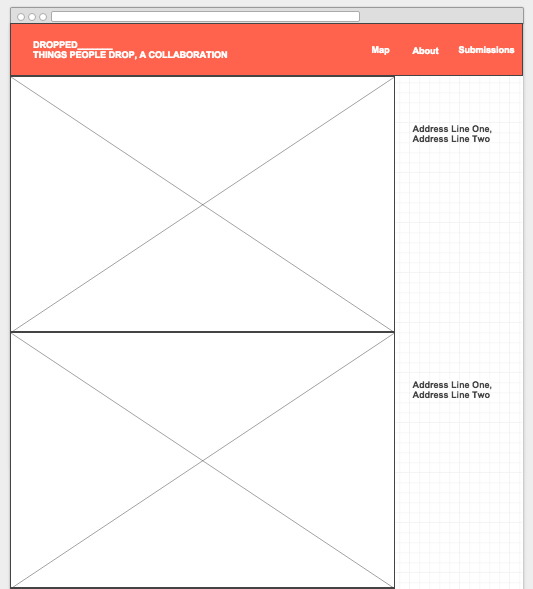 DROPPED_______
THINGS PEOPLE DROP, A COLLABORATION
Map
About
Submissions
Address Line One,
Address Line Two
Address Line One,
Address Line Two